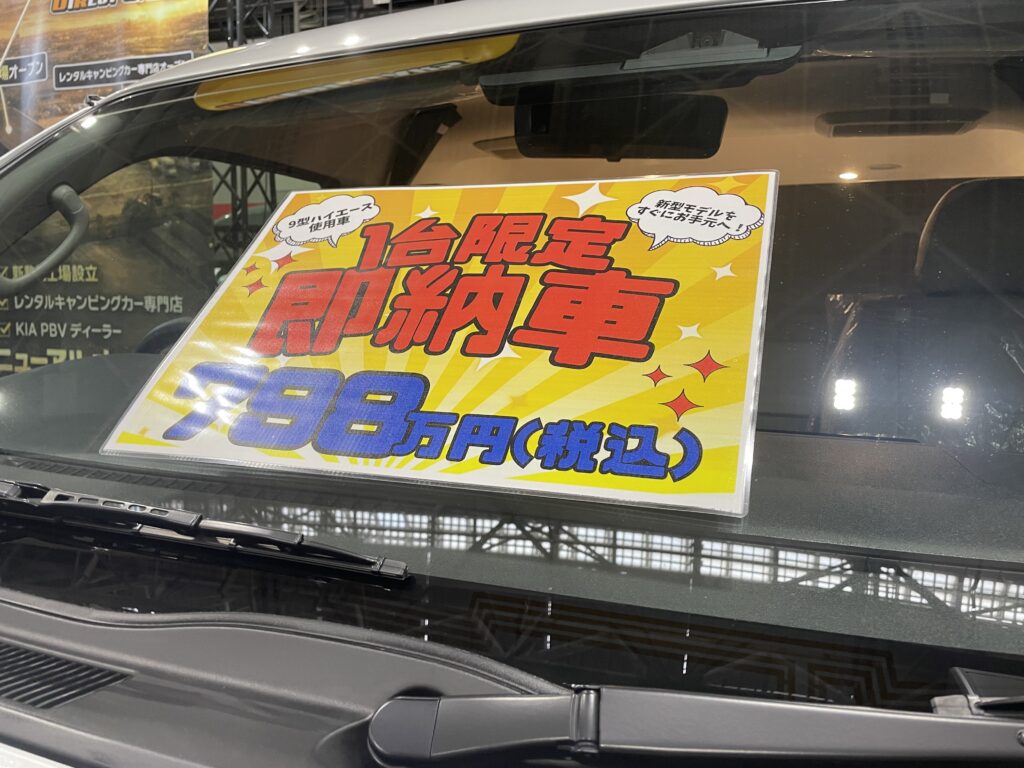 場オープン
レンタルキャンピングカー専門店オープン
9型ハイエース
使用車
新型モデルを
すぐにお手元へ!
1台限定
即納車
798万円(税込)
レンタルキャンピングカー専門店
KIA PBV ディーラー